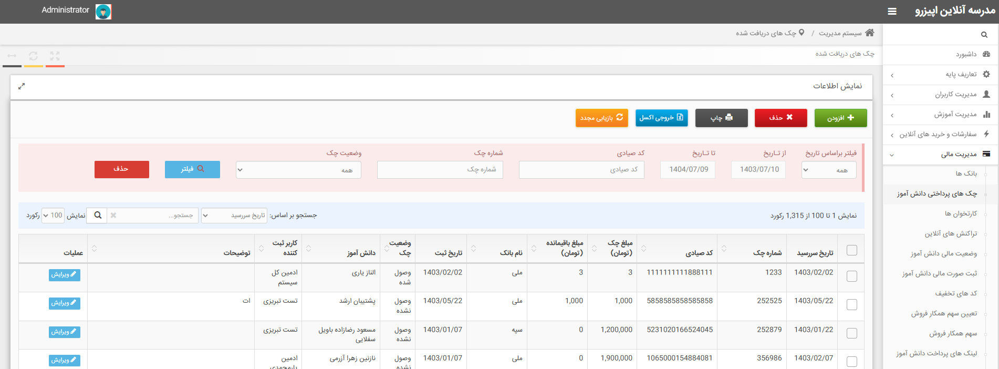 مدرسه آنلاین اپیزرو
Administrator
سیستم مدیریت / چک های دریافت شده
چک های دریافت شده
داشبورد
تعاریف پایه
مدیریت کاربران
مدیریت آموزش
سفارشات و خرید های آنلاین
مدیریت مالی
بانک ها
چک های پرداختی دانش آموز
کارتخوان ها
تراکنش های آنلاین
وضعیت مالی دانش آموز
ثبت صورت مالی دانش آموز
کد های تخفیف
تعیین سهم همکار فروش
سهم همکار فروش
لینک های پرداخت دانش آموز
نمایش اطلاعات
افزودن حذف چاپ خروجی اکسل بازیابی مجدد
فیلتر براساس تاریخ از تـاریخ تا تـاریخ کد صیادی شماره چک وضعیت چک
همه 1403/07/10 1404/07/09 کد صیادی شماره چک همه فیلتر حذف
نمایش 1 تا 100 از 1,315 رکورد جستجو بر اساس: تاریخ سررسید جستجو... نمایش 100 رکورد
تاریخ سررسید شماره چک کد صیادی مبلغ چک (تومان) مبلغ باقیمانده (تومان) نام بانک تاریخ ثبت وضعیت چک دانش آموز کاربر ثبت کننده توضیحات عملیات
1403/02/02 1233 1111111111888111 3 3 ملی 1403/02/02 وصول شده الناز یاری ادمین کل سیستم ویرایش
1403/05/22 252525 5858585858585858 1,000 1,000 ملی 1403/05/22 وصول نشده پشتیبان ارشد تست تبریزی ات ویرایش
1403/01/22 252879 5231020166524045 1,200,000 0 سپه 1403/01/07 وصول نشده مسعود رضازاده باویل سفلایی تست تبریزی ویرایش
1403/02/07 356986 1065000154884081 1,900,000 0 ملی 1403/01/07 وصول نشده نازنین زهرا آزرمی ادمین یارمحمدی ویرایش